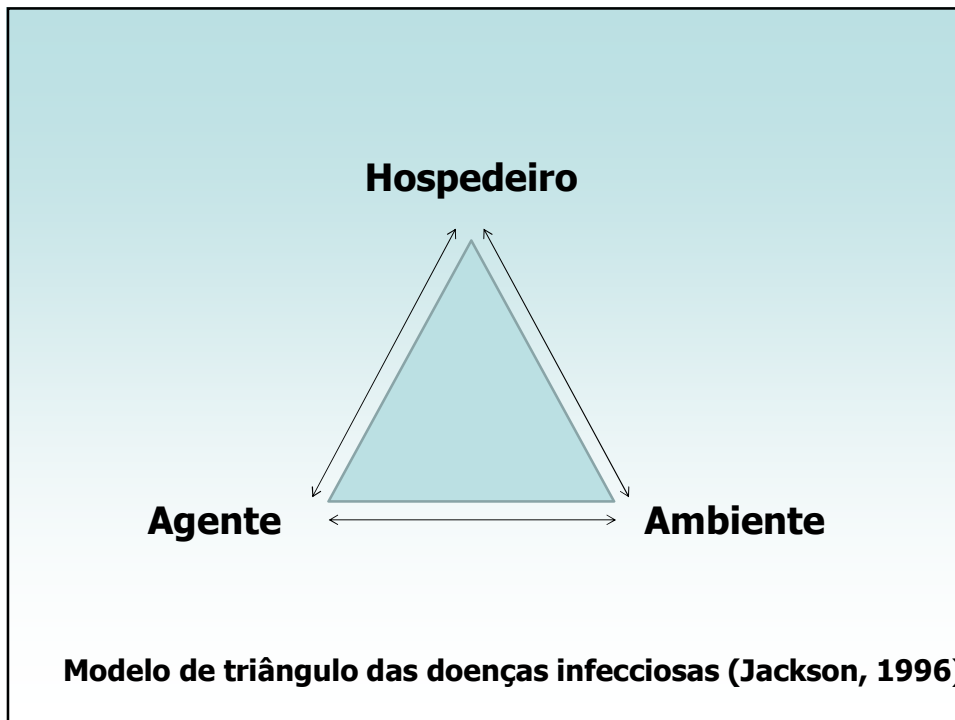 Hospedeiro
Agente
Ambiente
Modelo de triângulo das doenças infecciosas (Jackson, 1996)